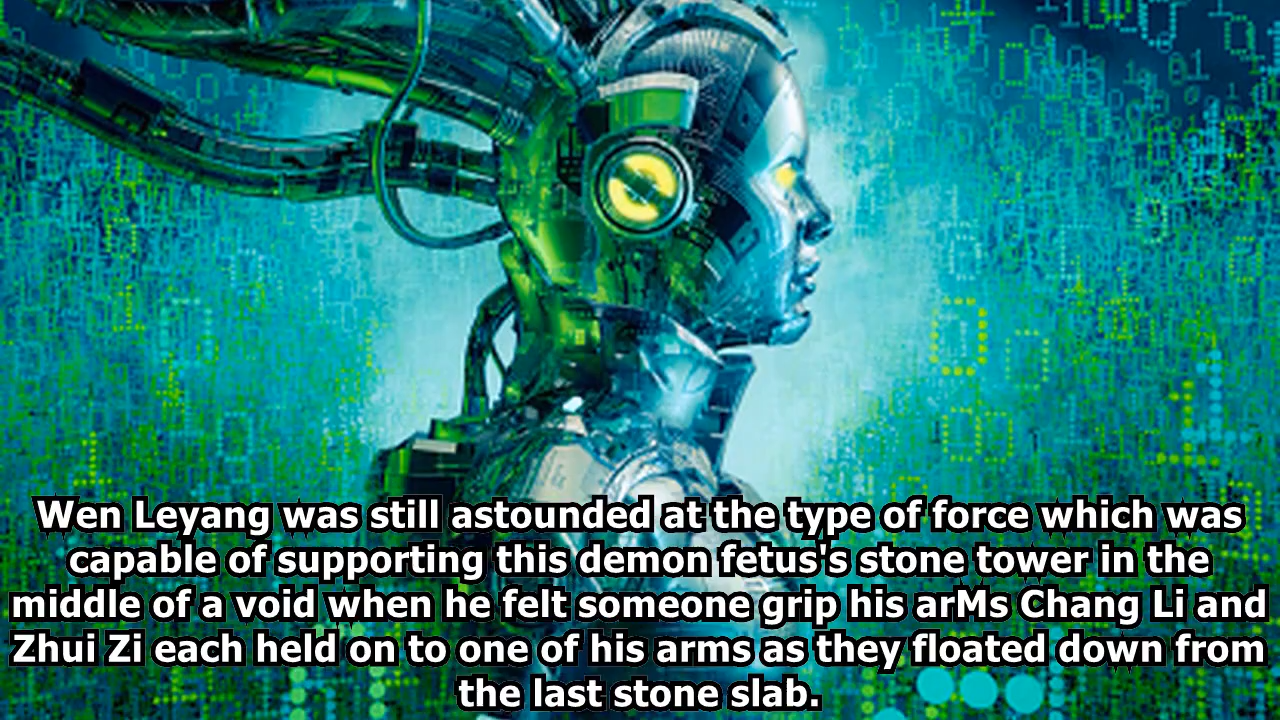 Wen Leyang was still astounded at the type of force which was
capable of supporting this demon fetus's stone tower in the
middle of a void when he felt someone grip his arMs Chang Li and
Zhui Zi each held on to one of his arms as they floated down from
the last stone slab.